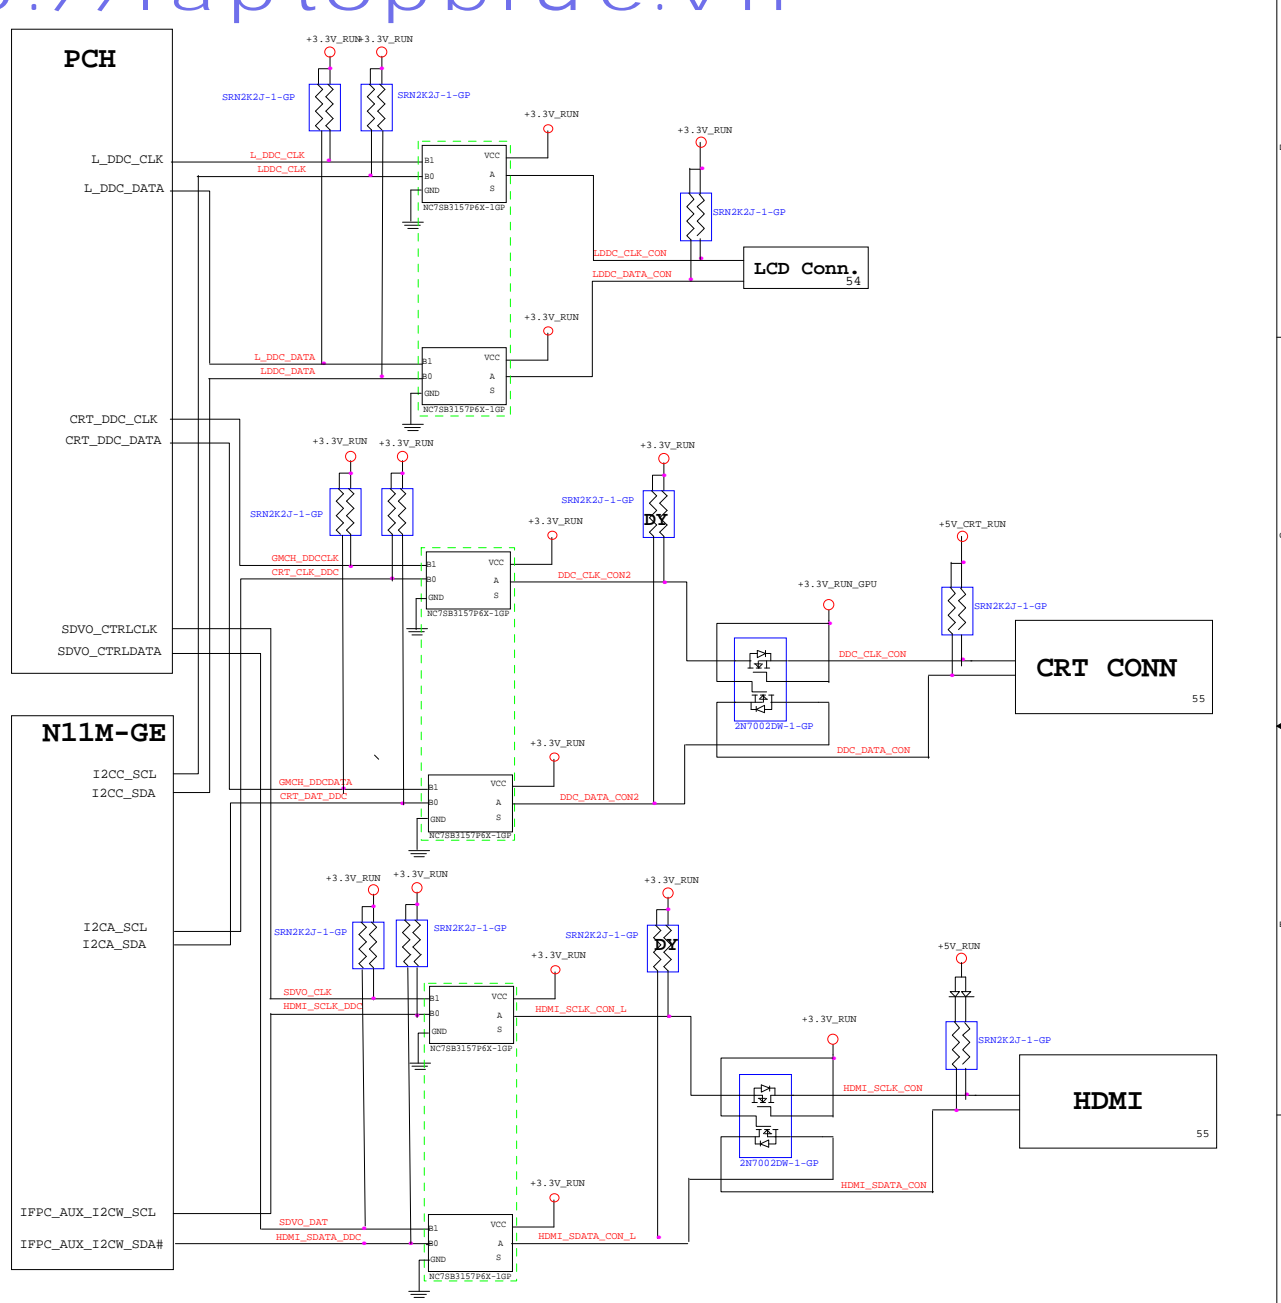 PCH
+3.3V_RUN
+3.3V_RUN
SRN2K2J-1-GP
SRN2K2J-1-GP
+3.3V_RUN
+3.3V_RUN
L_DDC_CLK
L_DDC_CLK
LDDC_CLK
B1
B0
GND
VCC
A
S
NC7SB3157P6X-1GP
L_DDC_DATA
SRN2K2J-1-GP
LDDC_CLK_CON
LDDC_DATA_CON
LCD Conn.
54
+3.3V_RUN
L_DDC_DATA
LDDC_DATA
B1
B0
GND
VCC
A
S
NC7SB3157P6X-1GP
CRT_DDC_CLK
CRT_DDC_DATA
+3.3V_RUN
+3.3V_RUN
+3.3V_RUN
SRN2K2J-1-GP
SRN2K2J-1-GP
DY
+3.3V_RUN
+5V_CRT_RUN
GMCH_DDCCLK
CRT_CLK_DDC
B1
B0
GND
VCC
A
S
NC7SB3157P6X-1GP
DDC_CLK_CON2
+3.3V_RUN_GPU
SRN2K2J-1-GP
SDVO_CTRLCLK
SDVO_CTRLDATA
DDC_CLK_CON
CRT CONN
55
2N7002DW-1-GP
DDC_DATA_CON
N11M-GE
I2CC_SCL
I2CC_SDA
+3.3V_RUN
GMCH_DDCDATA
CRT_DAT_DDC
B1
B0
GND
VCC
A
S
NC7SB3157P6X-1GP
DDC_DATA_CON2
+3.3V_RUN
+3.3V_RUN
+3.3V_RUN
I2CA_SCL
I2CA_SDA
SRN2K2J-1-GP
SRN2K2J-1-GP
SRN2K2J-1-GP
DY
+3.3V_RUN
+5V_RUN
SDVO_CLK
HDMI_SCLK_DDC
B1
B0
GND
VCC
A
S
NC7SB3157P6X-1GP
HDMI_SCLK_CON_L
+3.3V_RUN
SRN2K2J-1-GP
HDMI_SCLK_CON
HDMI
55
2N7002DW-1-GP
HDMI_SDATA_CON
+3.3V_RUN
IFPC_AUX_I2CW_SCL
IFPC_AUX_I2CW_SDA#
SDVO_DAT
HDMI_SDATA_DDC
B1
B0
GND
VCC
A
S
NC7SB3157P6X-1GP
HDMI_SDATA_CON_L